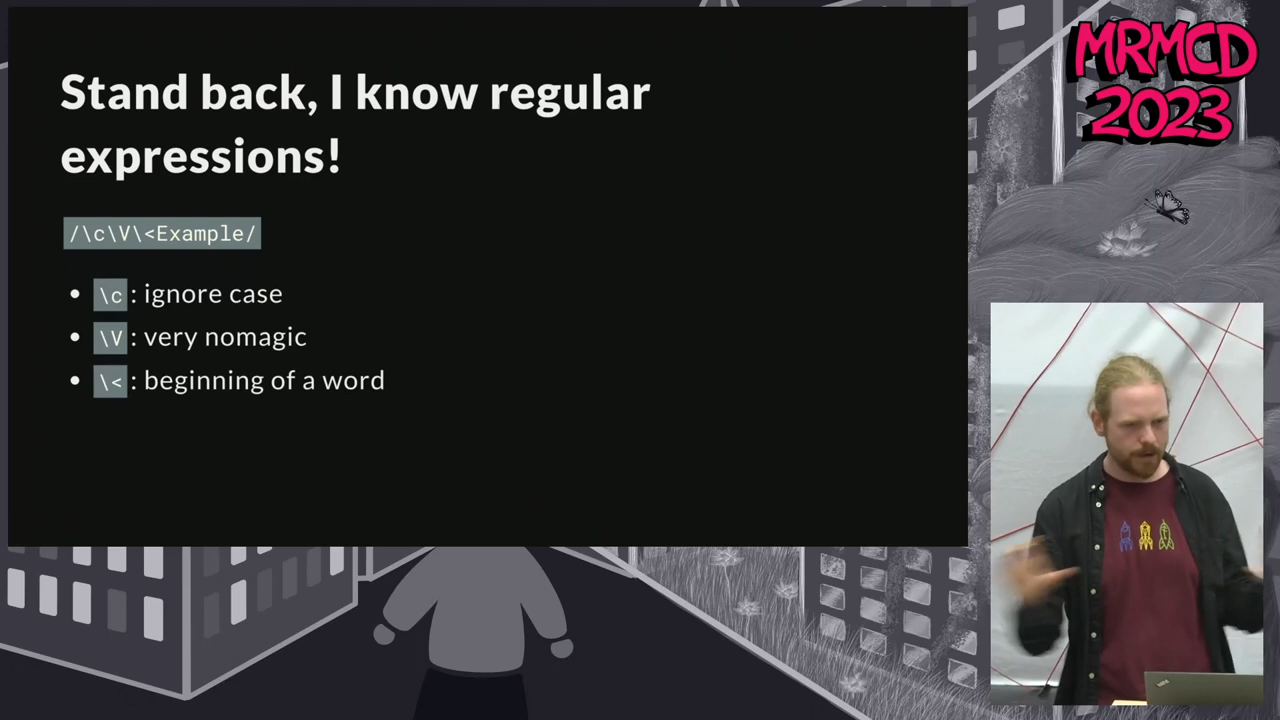 Stand back, I know regular
expressions!
/\c\V\<Example/
• \c: ignore case
• \V: very nomagic
• \<: beginning of a word
MRMCD
2023